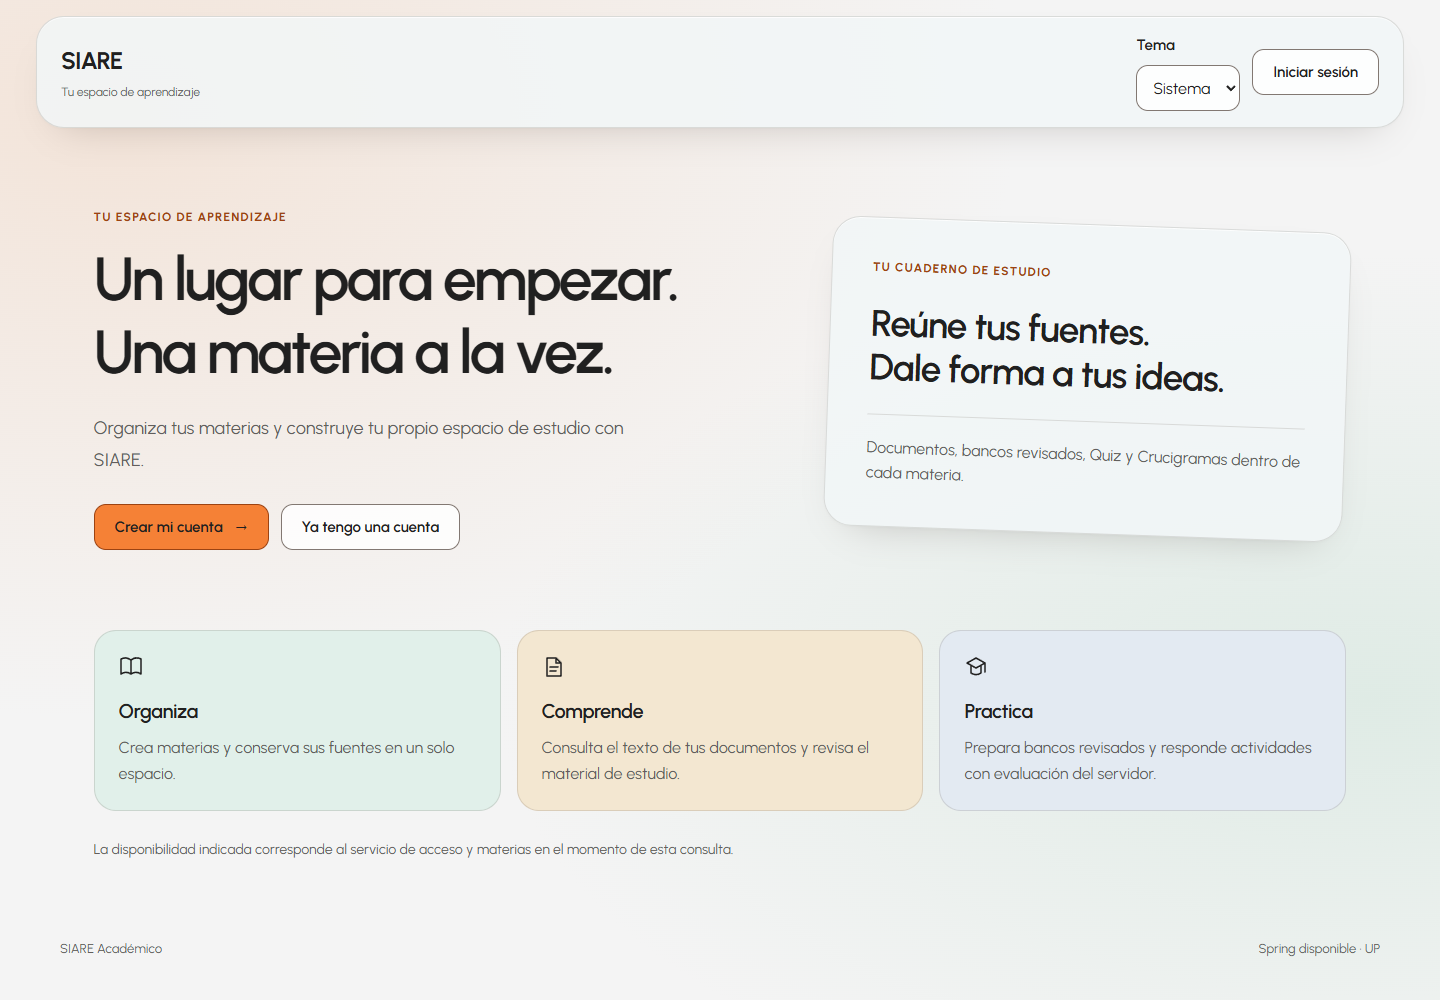 SIARE
Tu espacio de aprendizaje
Tema
Sistema
Iniciar sesión
TU ESPACIO DE APRENDIZAJE
Un lugar para empezar.
Una materia a la vez.
Organiza tus materias y construye tu propio espacio de estudio con
SIARE.
Crear mi cuenta →
Ya tengo una cuenta
TU CUADERNO DE ESTUDIO
Reúne tus fuentes.
Dale forma a tus ideas.
Documentos, bancos revisados, Quiz y Crucigramas dentro de
cada materia.
Organiza
Crea materias y conserva sus fuentes en un solo
espacio.
Comprende
Consulta el texto de tus documentos y revisa el
material de estudio.
Practica
Prepara bancos revisados y responde actividades
con evaluación del servidor.
La disponibilidad indicada corresponde al servicio de acceso y materias en el momento de esta consulta.
SIARE Académico
Spring disponible · UP